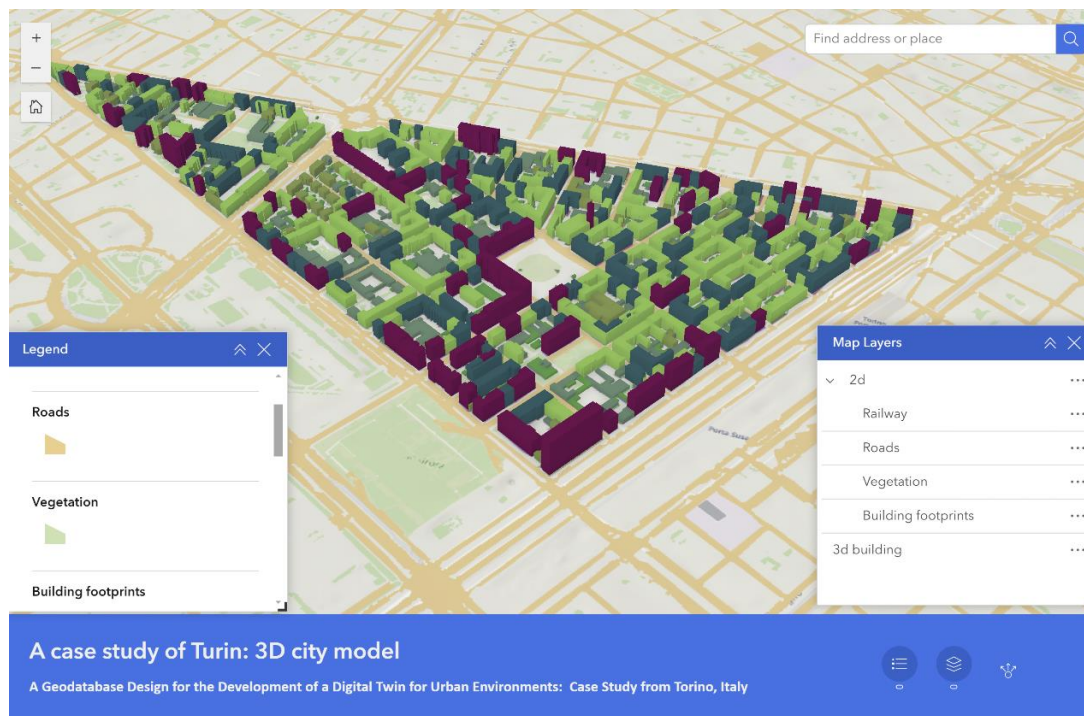 +
Find address or place
−
Legend
Map Layers
Roads
2d
Railway
Roads
Vegetation
Vegetation
Building footprints
3d building
Building footprints
Porta Susa
A case study of Turin: 3D city model
A Geodatabase Design for the Development of a Digital Twin for Urban Environments: Case Study from Torino, Italy